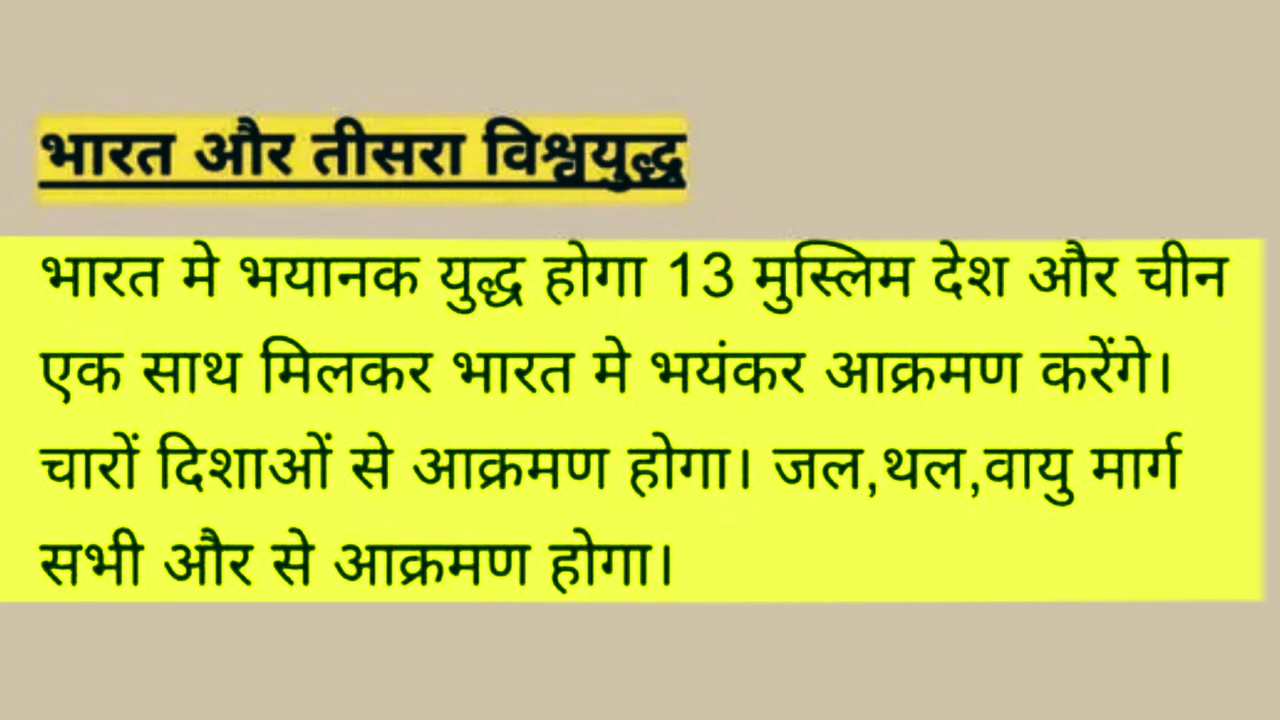 भारत और तीसरा विश्वयुद्ध
भारत मे भयानक युद्ध होगा 13 मुस्लिम देश और चीन
एक साथ मिलकर भारत मे भयंकर आक्रमण करेंगे।
चारों दिशाओं से आक्रमण होगा। जल,थल,वायु मार्ग
सभी और से आक्रमण होगा।